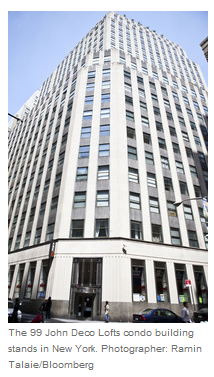 The 99 John Deco Lofts condo building
stands in New York. Photographer: Ramin
Talaie/Bloomberg